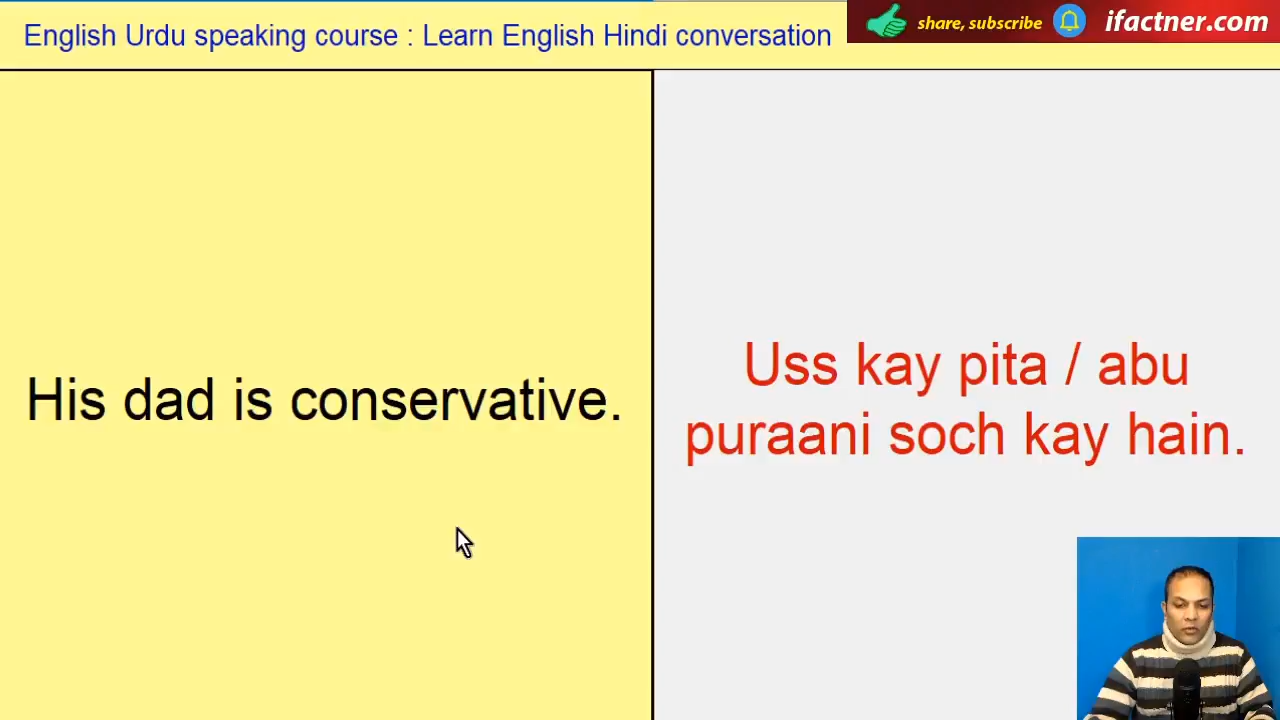 English Urdu speaking course : Learn English Hindi conversation
share, subscribe
ifactner.com
His dad is conservative.
Uss kay pita / abu
puraani soch kay hain.